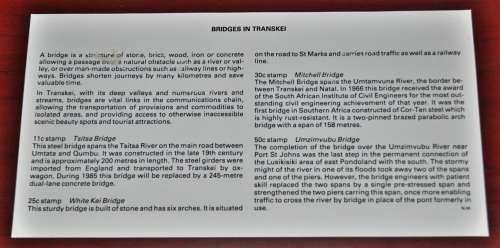 BRIDGES IN TRANSKEI
A bridge is a structure of stone, bricz, wood, iron or concrete
allowing a passage over a natural obstacle such as a river or val-
ley, or over man-made obstructions such as railway lines or high-
ways. Bridges shorten journeys by many kilometres and save
valuable time.
In Transkei, with its deep valleys and numerous rivers and
streams, bridges are vital links in the communications chain,
allowing the transportation of provisions and commodities to
isolated areas, and providing access to otherwise inaccessible
scenic beauty spots and tourist attractions.
11c stamp Tsitsa Bridge
This steel bridge spans the Tsitsa River on the main road between
Umtata and Qumbu. It was constructed in the late 19th century
and is approximately 200 metres in length. The steel girders were
imported from England and transported to Transkei by ox-
wagon. During 1985 this bridge will be replaced by a 245-metre
dual-lane concrete bridge.
25c stamp White Kei Bridge
This sturdy bridge is built of stone and has six arches. It is situated
on the road to St Marks and carries road traffic as well as a railway
line.
30c stamp Mitchell Bridge
The Mitchell Bridge spans the Umtamvuna River, the border be-
tween Transkei and Natal. In 1966 this bridge received the award
of the South African Institute of Civil Engineers for the most out-
standing civil engineering achievement of that year. It was the
first bridge in Southern Africa constructed of Cor-Ten steel which
is highly rust-resistant. It is a two-pinned brazed parabolic arch
bridge with a span of 158 metres.
50c stamp Umzimvubu Bridge
The completion of the bridge over the Umzimvubu River near
Port St Johns was the last step in the permanent connection of
the Lusikisiki area of east Pondoland with the south. The stormy
might of the river in one of its floods took away two of the spans
and one of the piers. However, the bridge engineers with patient
skill replaced the two spans by a single pre-stressed span and
strengthened the two piers carring this span, once more enabling
traffic to cross the river by bridge in place of the pont formerly in
use.